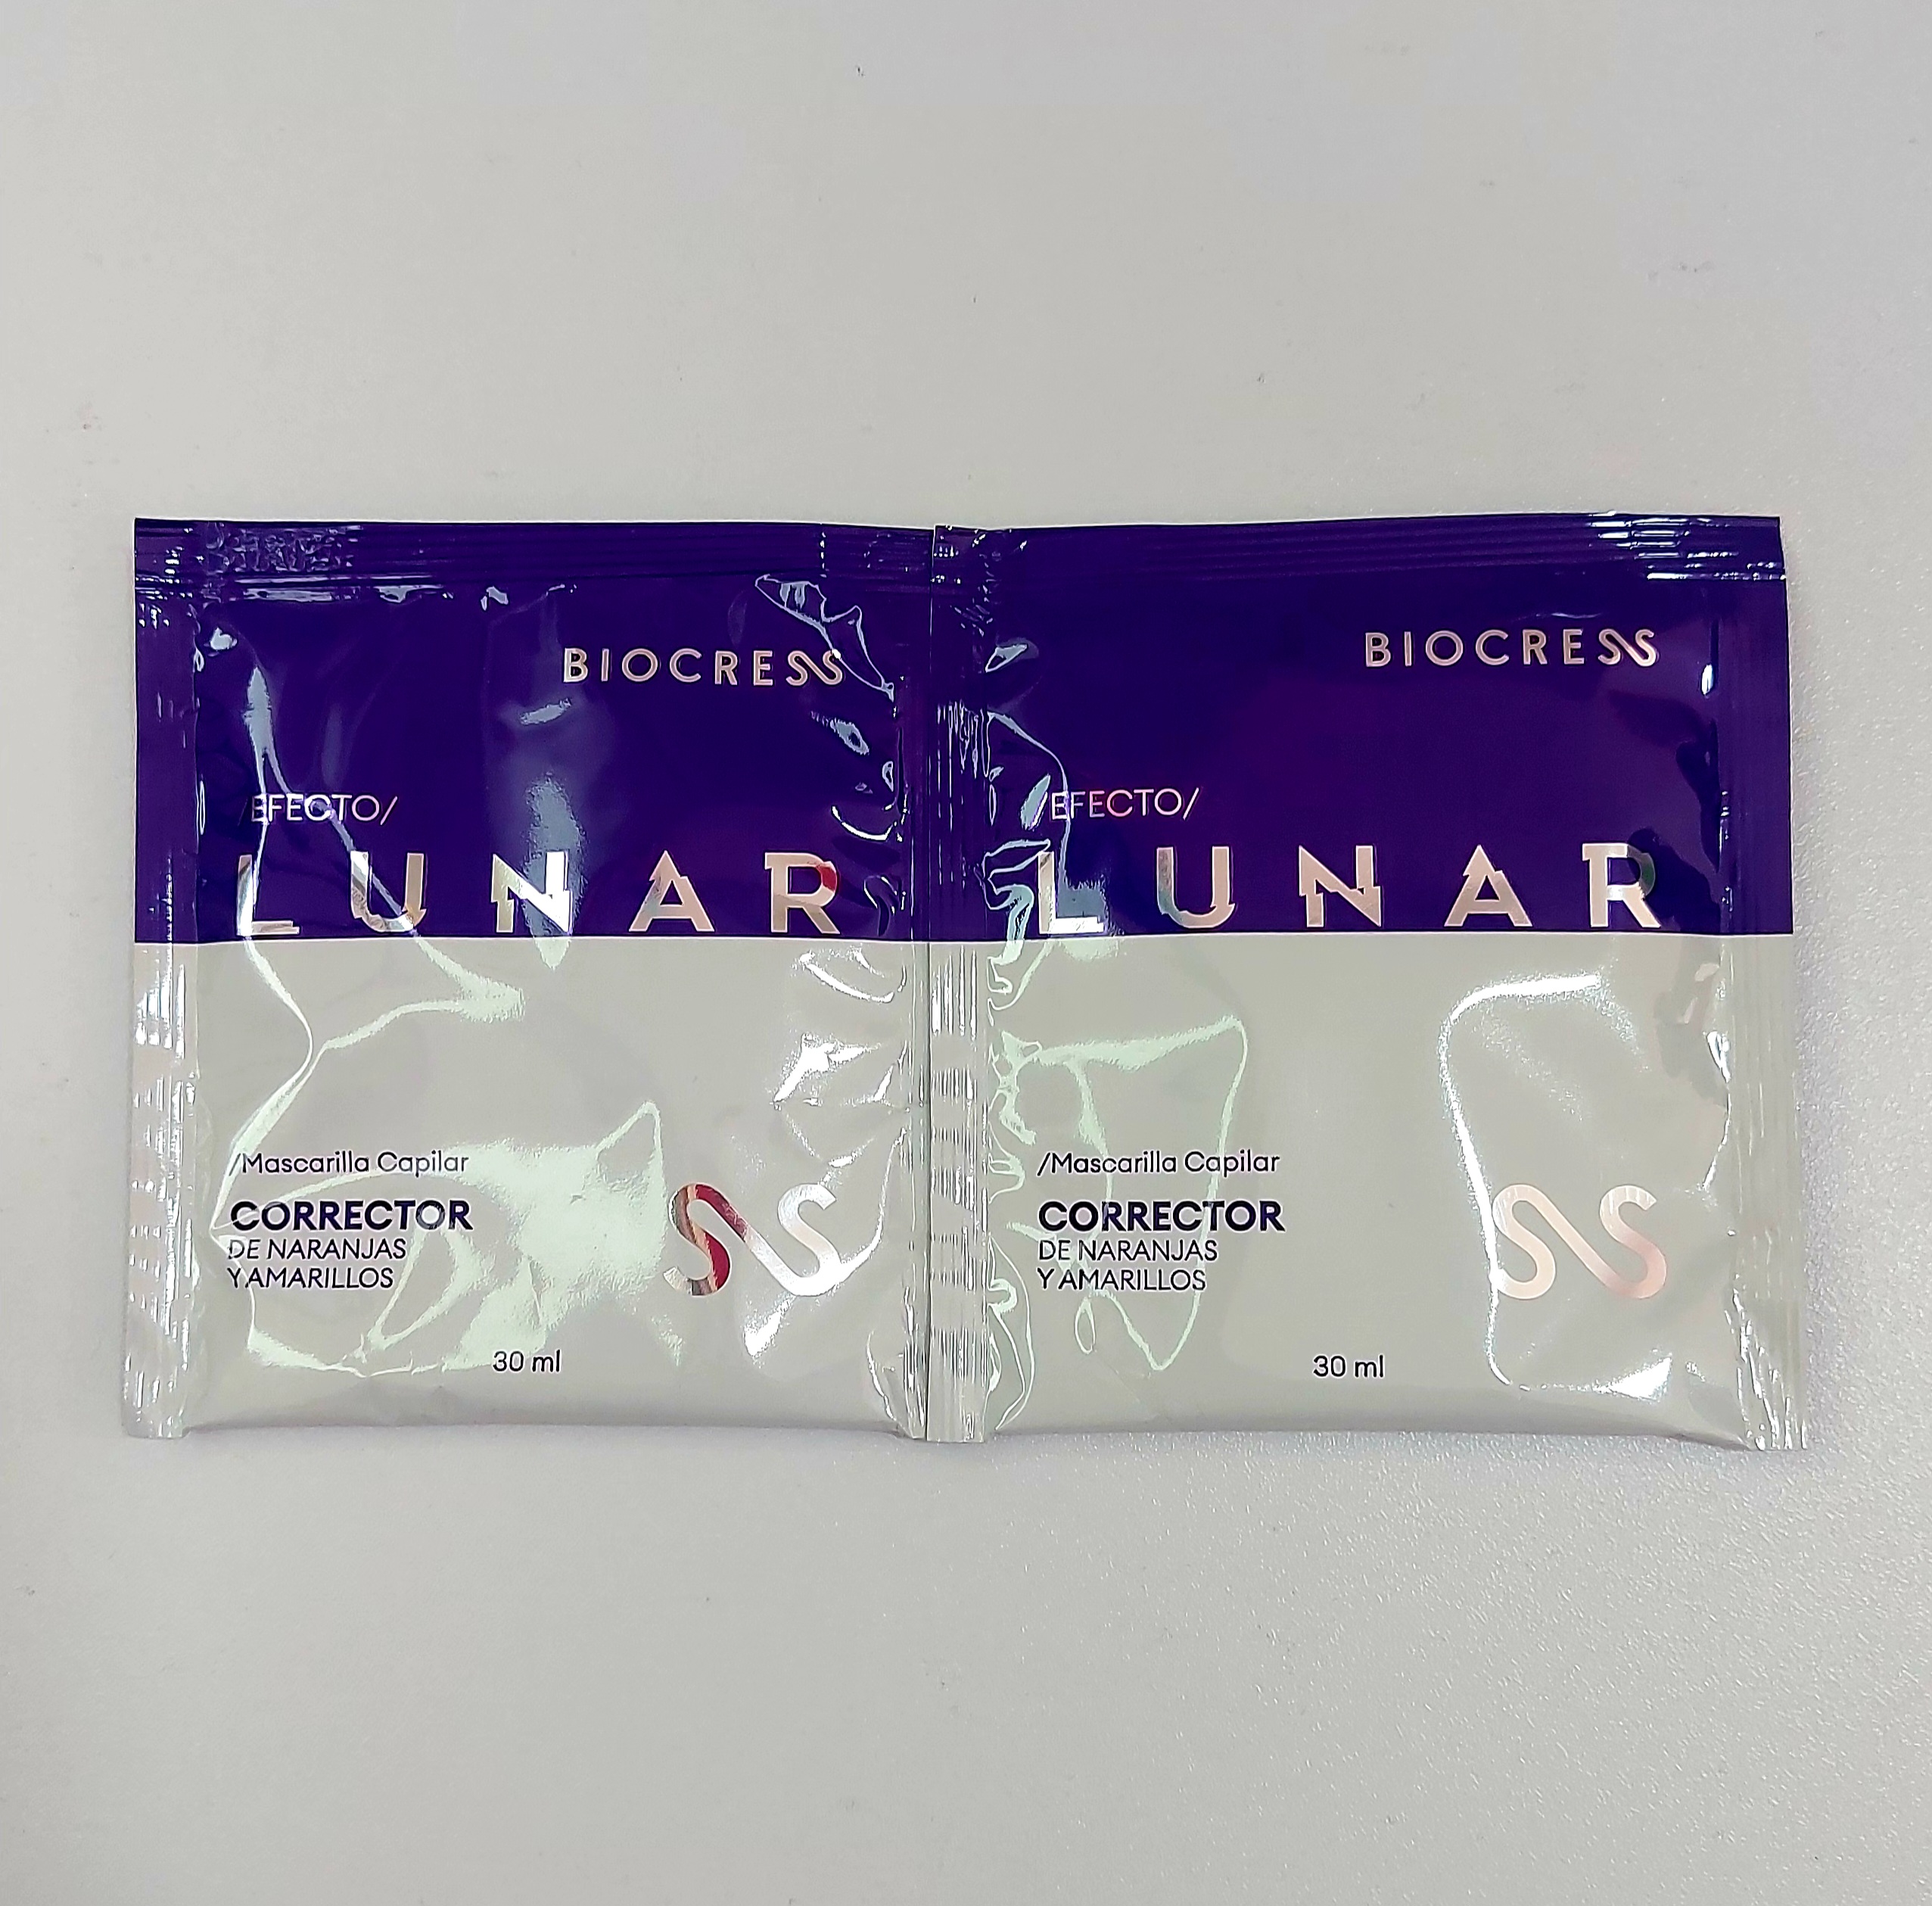 BIOCRESS
/EFECTO/
LUNAR
/Mascarilla Capilar
CORRECTOR
DE NARANJAS
Y AMARILLOS
30 ml
BIOCRESS
/EFECTO/
LUNAR
/Mascarilla Capilar
CORRECTOR
DE NARANJAS
Y AMARILLOS
30 ml